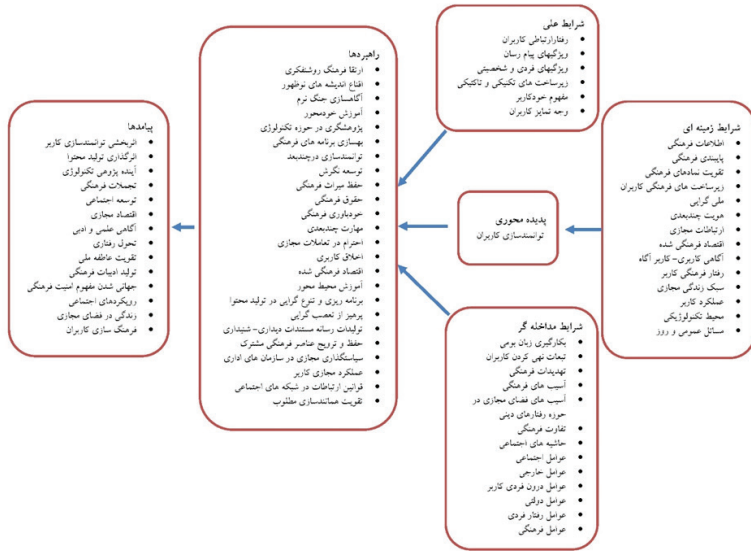 شرایط علی
رفتارارتباطی کاربران
ویژگیهای پیام رسان
ویژگیهای فردی و شخصیتی
زیرساخت های تکنیکی و تاکتیکی
مفهوم خودکاربر
وجه تمایز کاربران
شرایط زمینه ای
اطلاعات فرهنگی
پایبندی فرهنگی
تقویت نمادهای فرهنگی
زیرساخت های فرهنگی کاربران
ملی گرایی
هویت چندبعدی
ارتباطات مجازی
اقتصاد فرهنگی شده
آگاهی کاربری- کاربر آگاه
رفتار فرهنگی کاربر
سبک زندگی مجازی
عملکرد کاربر
محیط تکنولوژیکی
مسائل عمومی و روز
پدیده محوری
توانمندسازی کاربران
شرایط مداخله گر
بکارگیری زبان بومی
تبعات تهی کردن کاربران
تهدیدات فرهنگی
آسیب های فرهنگی
آسیب های فضای مجازی در
حوزه رفتارهای دینی
تفاوت فرهنگی
حاشیه های اجتماعی
عوامل اجتماعی
عوامل خارجی
عوامل درون فردی کاربر
عوامل دولتی
عوامل رفتار فردی
عوامل فرهنگی
راهبردها
ارتقا فرهنگ روشنفکری
اقناع اندیشه های نوظهور
آگاهسازی جنگ نرم
آموزش خودمحور
پژوهشگری در حوزه تکنولوژی
بهسازی برنامه های فرهنگی
توانمندسازی درچندبعد
توسعه نگرش
حفظ میراث فرهنگی
حقوق فرهنگی
خودباوری فرهنگی
مهارت چندبعدی
احترام در تعاملات مجازی
اخلاق کاربری
اقتصاد فرهنگی شده
آموزش محیط محور
برنامه ریزی و تنوع گرایی در تولید محتوا
پرهیز از تعصب گرایی
تولیدات رسانه مستندات دیداری- شنیداری
حفظ و ترویج عناصر فرهنگی مشترک
سیاستگذاری مجازی در سازمان های اداری
عملکرد مجازی کاربر
قوانین ارتباطات در شبکه های اجتماعی
تقویت همانندسازی مطلوب
پیامدها
اثربخشی توانمندسازی کاربر
اثرگذاری تولید محتوا
آینده پژوهی تکنولوژی
تجملات فرهنگی
توسعه اجتماعی
اقتصاد مجازی
آگاهی علمی و ادبی
تحول رفتاری
تقویت عاطفه ملی
تولید ادبیات فرهنگی
جهانی شدن مفهوم امنیت فرهنگی
رویکردهای اجتماعی
زندگی در فضای مجازی
فرهنگ سازی کاربران